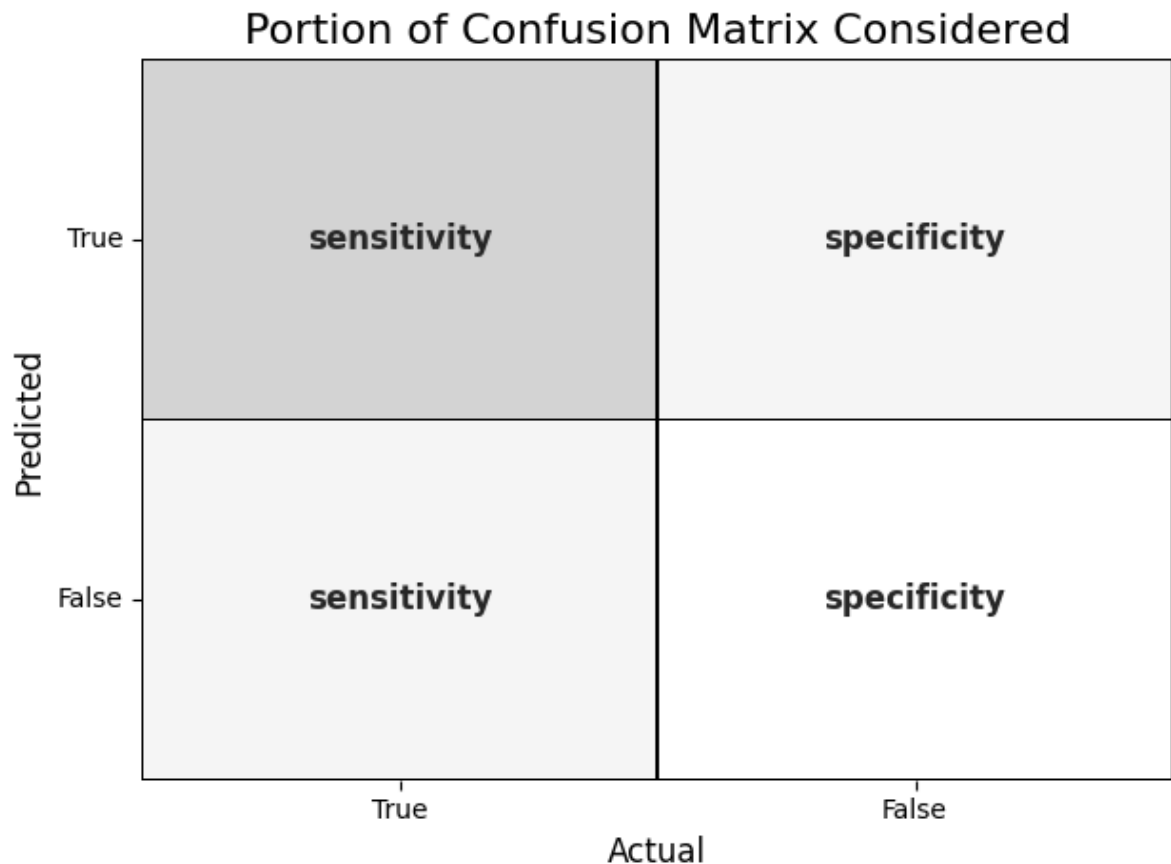 Portion of Confusion Matrix Considered
True
sensitivity
specificity
Predicted
False
sensitivity
specificity
True
False
Actual